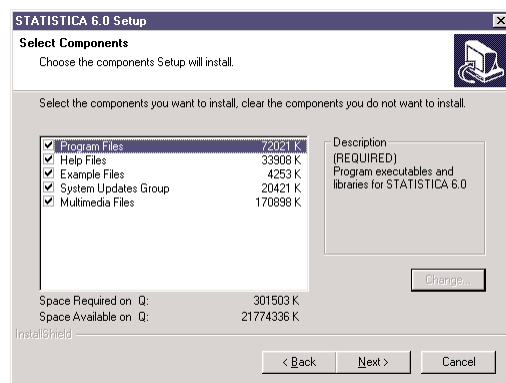 STATISTICA 6.0 Setup
Select Components
Choose the components Setup will install.
Select the components you want to install, clear the components you do not want to install.
Program Files 72021 K
Help Files 33908 K
Example Files 4253 K
System Updates Group 20421 K
Multimedia Files 170898 K
Description
(REQUIRED)
Program executables and
libraries for STATISTICA 6.0
Change...
Space Required on Q: 301503 K
Space Available on Q: 21774336 K
InstallShield
< Back
Next >
Cancel